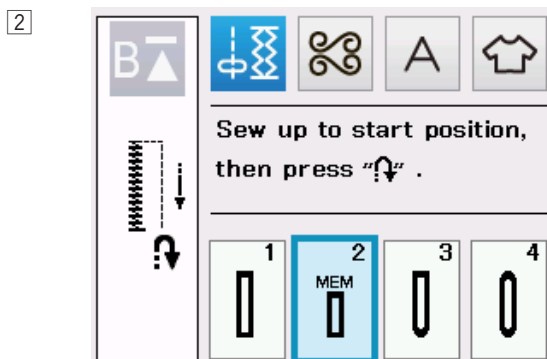 2
B
A
Sew up to start position,
then press “ ” .
1
2
3
4
MEM